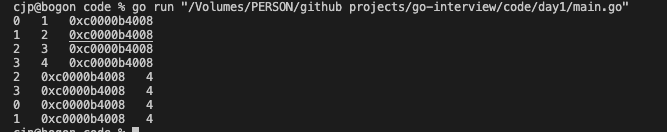 cjp@bogon code % go run "/Volumes/PERSON/github projects/go-interview/code/day1/main.go"
0 1 0xc0000b4008
1 2 0xc0000b4008
2 3 0xc0000b4008
3 4 0xc0000b4008
2 0xc0000b4008 4
3 0xc0000b4008 4
0 0xc0000b4008 4
1 0xc0000b4008 4
cjp@bogon code %